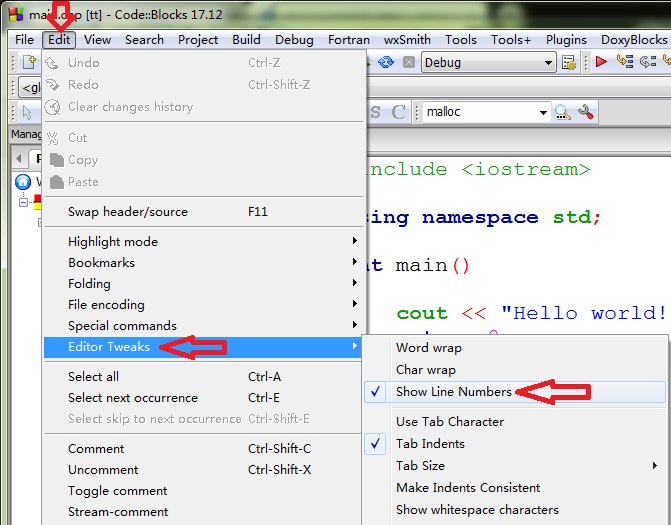 main.cpp [tt] - Code::Blocks 17.12
File Edit View Search Project Build Debug Fortran wxSmith Tools Tools+ Plugins DoxyBlocks
Debug
malloc
Undo Ctrl-Z
Redo Ctrl-Shift-Z
Clear changes history
Cut
Copy
Paste
Swap header/source F11
Highlight mode
Bookmarks
Folding
File encoding
Special commands
Editor Tweaks
Select all Ctrl-A
Select next occurrence Ctrl-E
Select skip to next occurrence Ctrl-Shift-E
Comment Ctrl-Shift-C
Uncomment Ctrl-Shift-X
Toggle comment
Stream-comment
Word wrap
Char wrap
Show Line Numbers
Use Tab Character
Tab Indents
Tab Size
Make Indents Consistent
Show whitespace characters
<gl
Manag
P
W
S C
nclude <iostream>
sing namespace std;
t main()
cout << "Hello world!